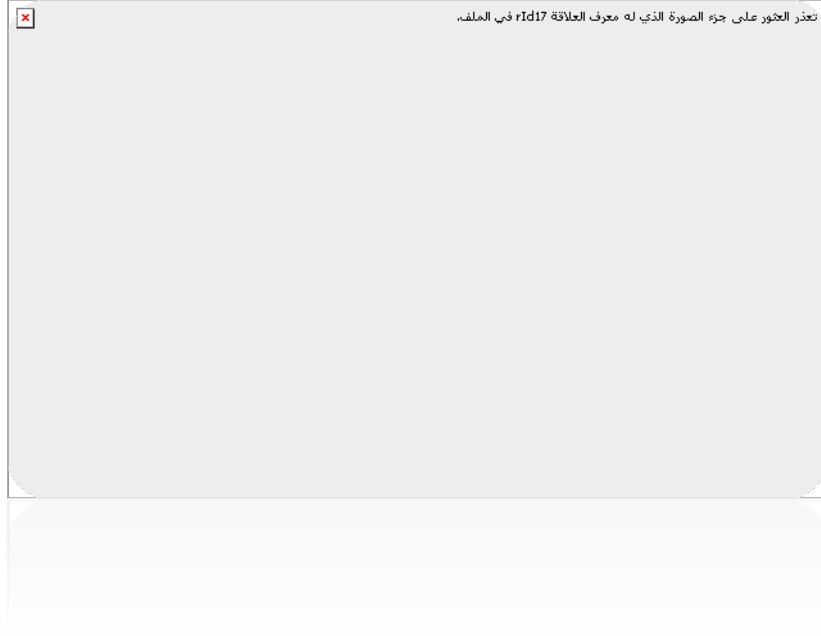 تعذر العثور على جزء الصورة الذي له معرف العلاقة rId17 في الملف.